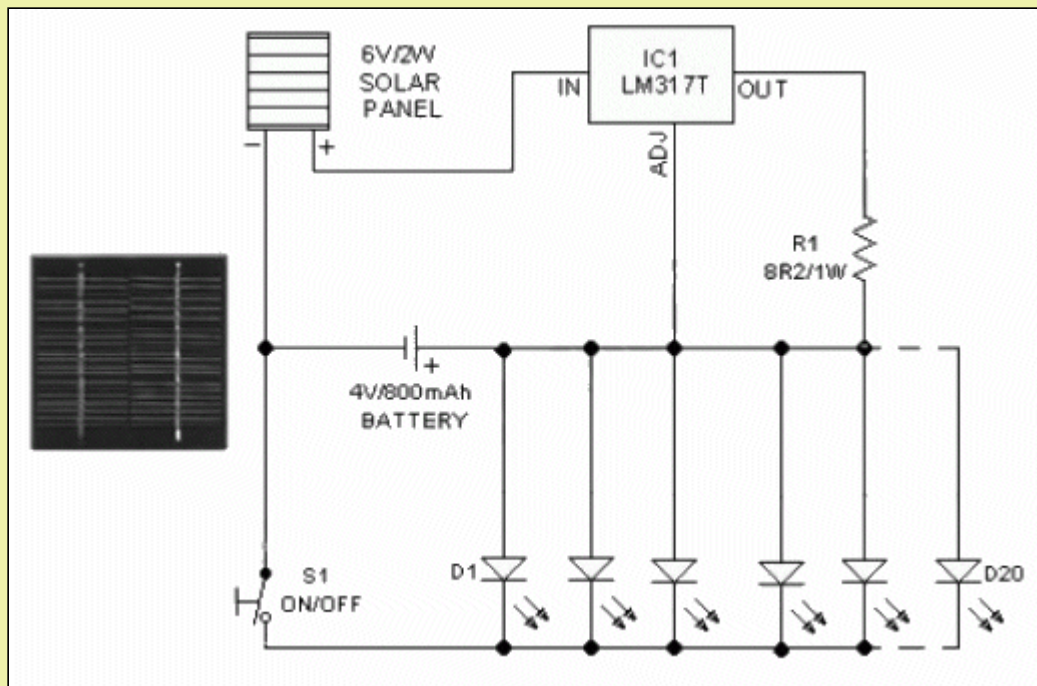 6V/2W
SOLAR
PANEL
-
+
IC1
LM317T
IN
OUT
ADJ
R1
8R2/1W
+
4V/800mAh
BATTERY
S1
ON/OFF
D1
D20